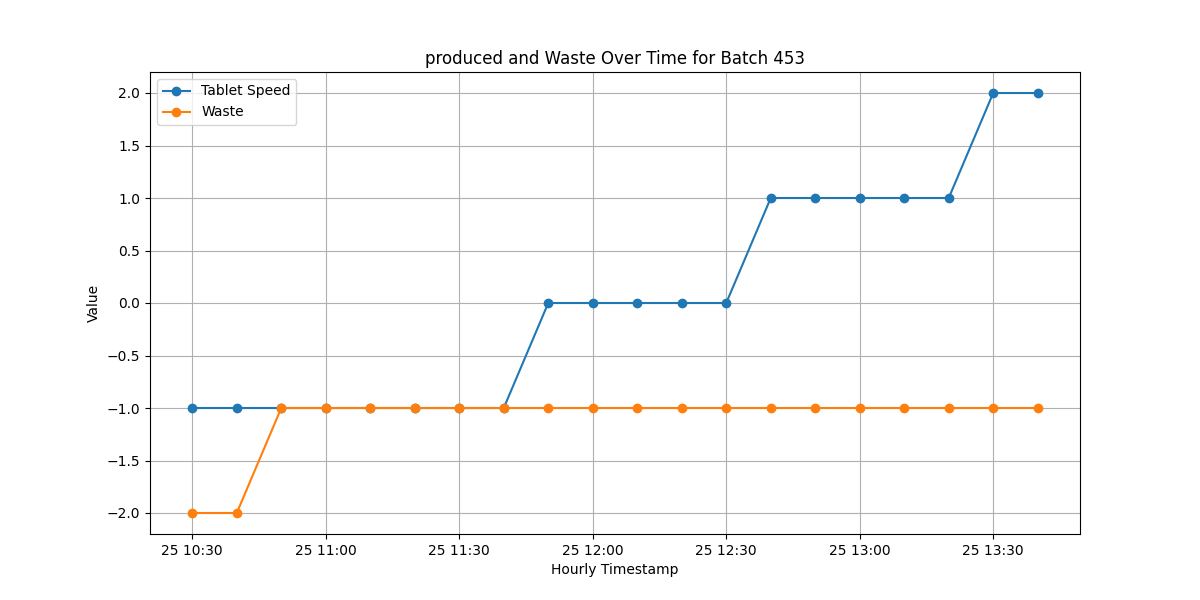 produced and Waste Over Time for Batch 453
Tablet Speed
Waste
2.0
1.5
1.0
0.5
0.0
−0.5
−1.0
−1.5
−2.0
Value
25 10:30 25 11:00 25 11:30 25 12:00 25 12:30 25 13:00 25 13:30
Hourly Timestamp